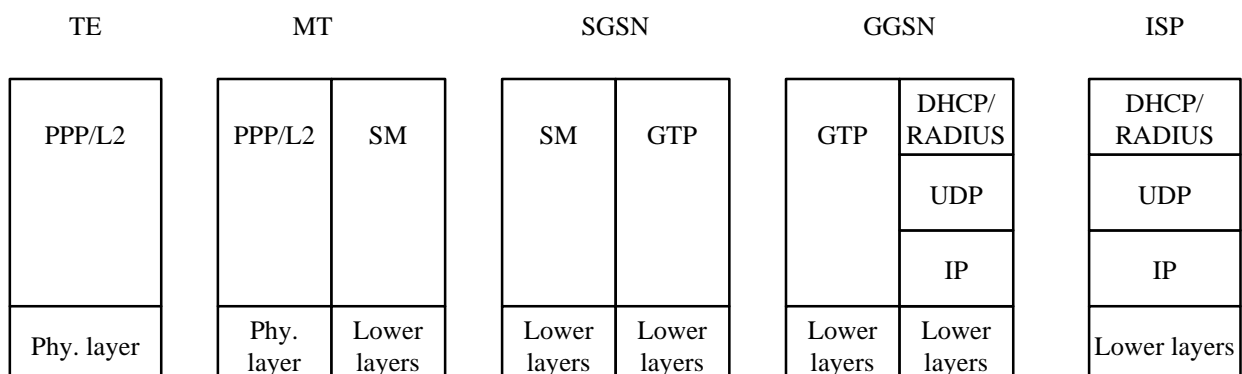 TE
MT
SGSN
GGSN
ISP
PPP/L2
PPP/L2
SM
SM
GTP
GTP
DHCP/
RADIUS
DHCP/
RADIUS
UDP
UDP
IP
IP
Phy. layer
Phy.
layer
Lower
layers
Lower
layers
Lower
layers
Lower
layers
Lower
layers
Lower layers